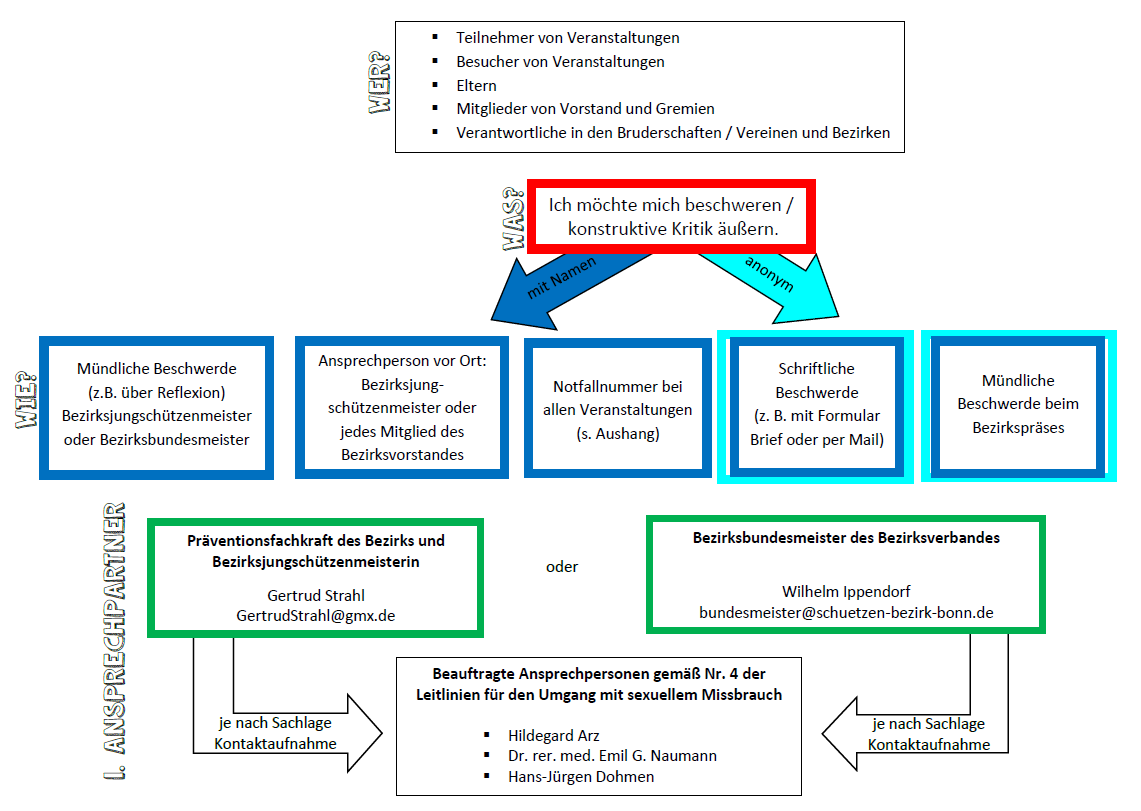 WER?
▪ Teilnehmer von Veranstaltungen
▪ Besucher von Veranstaltungen
▪ Eltern
▪ Mitglieder von Vorstand und Gremien
▪ Verantwortliche in den Bruderschaften / Vereinen und Bezirken
WAS?
Ich möchte mich beschweren /
konstruktive Kritik äußern.
mit Namen
anonym
WIE?
Mündliche Beschwerde
(z.B. über Reflexion)
Bezirksjungschützenmeister
oder Bezirksbundesmeister
Ansprechperson vor Ort:
Bezirksjung-
schützenmeister oder
jedes Mitglied des
Bezirksvorstandes
Notfallnummer bei
allen Veranstaltungen
(s. Aushang)
Schriftliche
Beschwerde
(z. B. mit Formular
Brief oder per Mail)
Mündliche
Beschwerde beim
Bezirkspräses
I. ANSPRECHPARTNER
Präventionsfachkraft des Bezirks und
Bezirksjungschützenmeisterin
Gertrud Strahl
GertrudStrahl@gmx.de
oder
Bezirksbundesmeister des Bezirksverbandes
Wilhelm Ippendorf
bundesmeister@schuetzen-bezirk-bonn.de
je nach Sachlage
Kontaktaufnahme
Beauftragte Ansprechpersonen gemäß Nr. 4 der
Leitlinien für den Umgang mit sexuellem Missbrauch
▪ Hildegard Arz
▪ Dr. rer. med. Emil G. Naumann
▪ Hans-Jürgen Dohmen
je nach Sachlage
Kontaktaufnahme